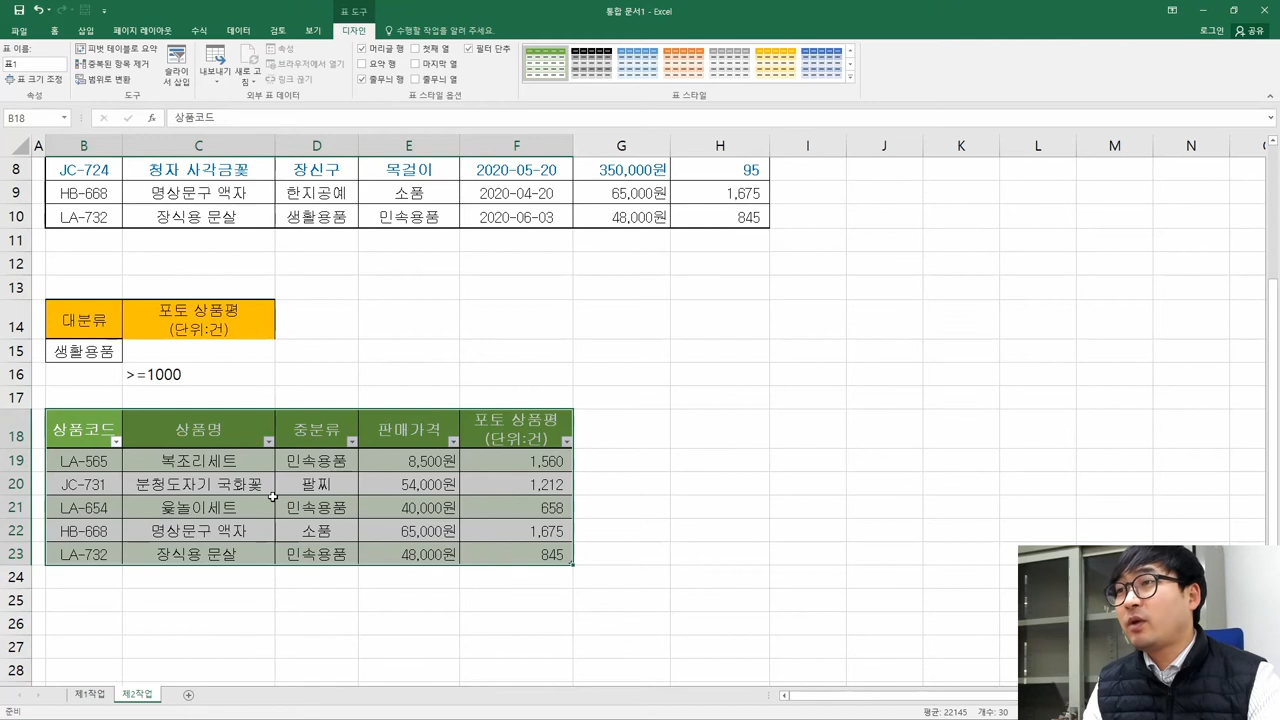 표 도구
통합 문서1 - Excel
파일 홈 삽입 페이지 레이아웃 수식 데이터 검토 보기 디자인 수행할 작업을 알려 주세요.
로그인 공유
표 이름:
표1
표 크기 조정
속성
피벗 테이블로 요약
중복된 항목 제거
범위로 변환
도구
슬라이서 삽입
내보내기
새로 고침
속성
브라우저에서 열기
링크 끊기
외부 표 데이터
머리글 행 첫째 열 필터 단추
요약 행 마지막 열
줄무늬 행 줄무늬 열
표 스타일 옵션
표 스타일
B18 fx 상품코드
A B C D E F G H I J K L M N
8 JC-724 청자 사각금꽃 장신구 목걸이 2020-05-20 350,000원 95
9 HB-668 명상문구 액자 한지공예 소품 2020-04-20 65,000원 1,675
10 LA-732 장식용 문살 생활용품 민속용품 2020-06-03 48,000원 845
11
12
13
14 대분류 포토 상품평
(단위:건)
15 생활용품
16 >=1000
17
18 상품코드 상품명 중분류 판매가격 포토 상품평
(단위:건)
19 LA-565 복조리세트 민속용품 8,500원 1,560
20 JC-731 분청도자기 국화꽃 팔찌 54,000원 1,212
21 LA-654 윷놀이세트 민속용품 40,000원 658
22 HB-668 명상문구 액자 소품 65,000원 1,675
23 LA-732 장식용 문살 민속용품 48,000원 845
24
25
26
27
28
제1작업 제2작업
준비 평균: 22145 개수: 30